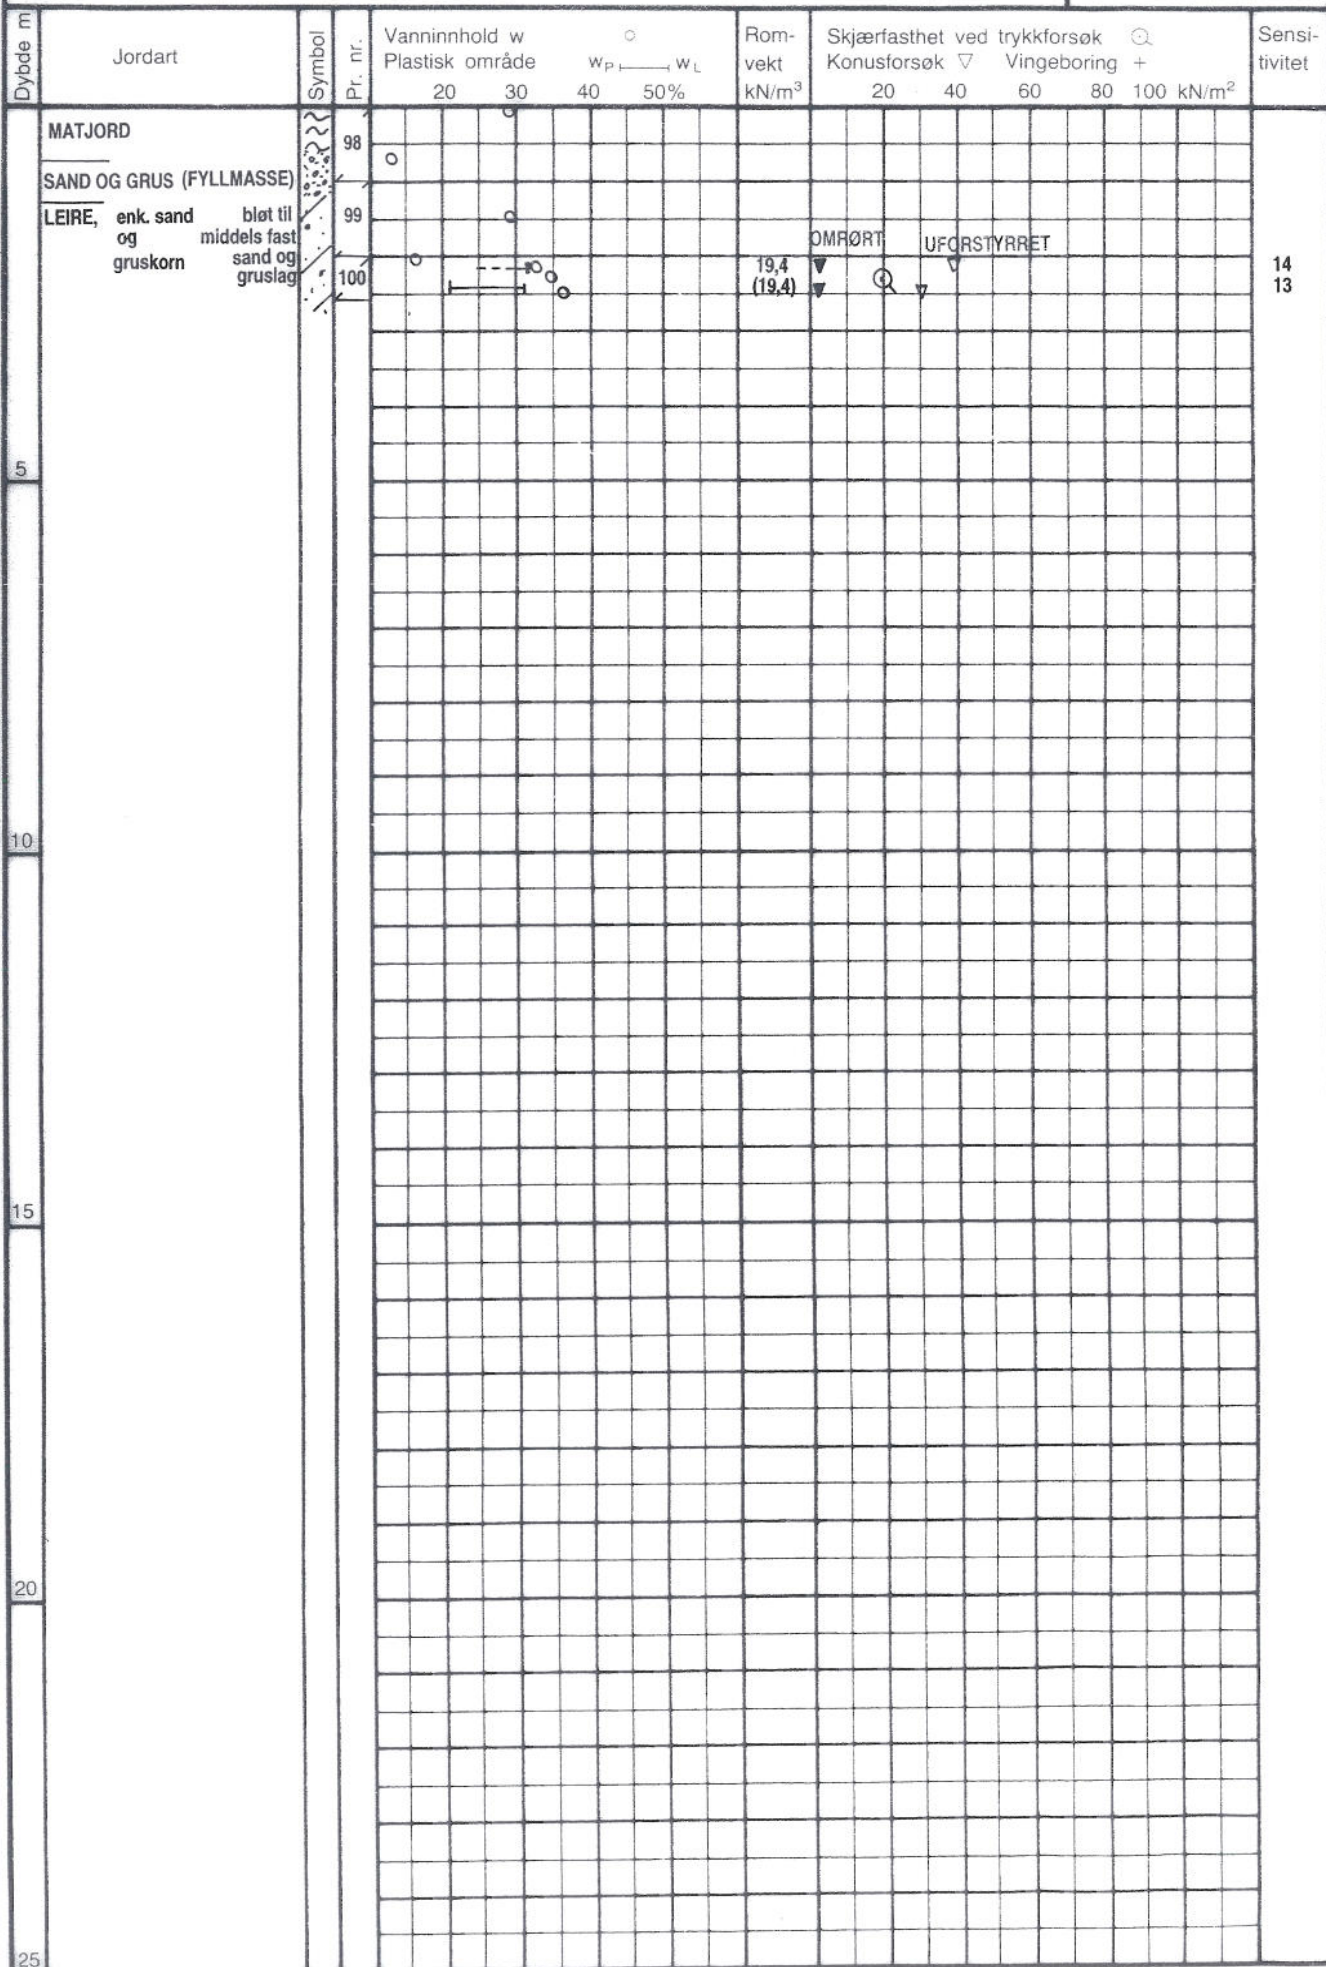 Dybde m
Jordart
Symbol
Pr. nr.
Vanninnhold w
Plastisk område wP wL
20 30 40 50%
Rom-
vekt
kN/m³
Skjærfasthet ved trykkforsøk
Konusforsøk ▽ Vingeboring +
20 40 60 80 100 kN/m²
Sensi-
tivitet
MATJORD
98
SAND OG GRUS (FYLLMASSE)
LEIRE, enk. sand bløt til
og middels fast
gruskorn sand og
gruslag
99
100
OMRØRT UFORSTYRRET
19,4
(19,4)
14
13
5
10
15
20
25